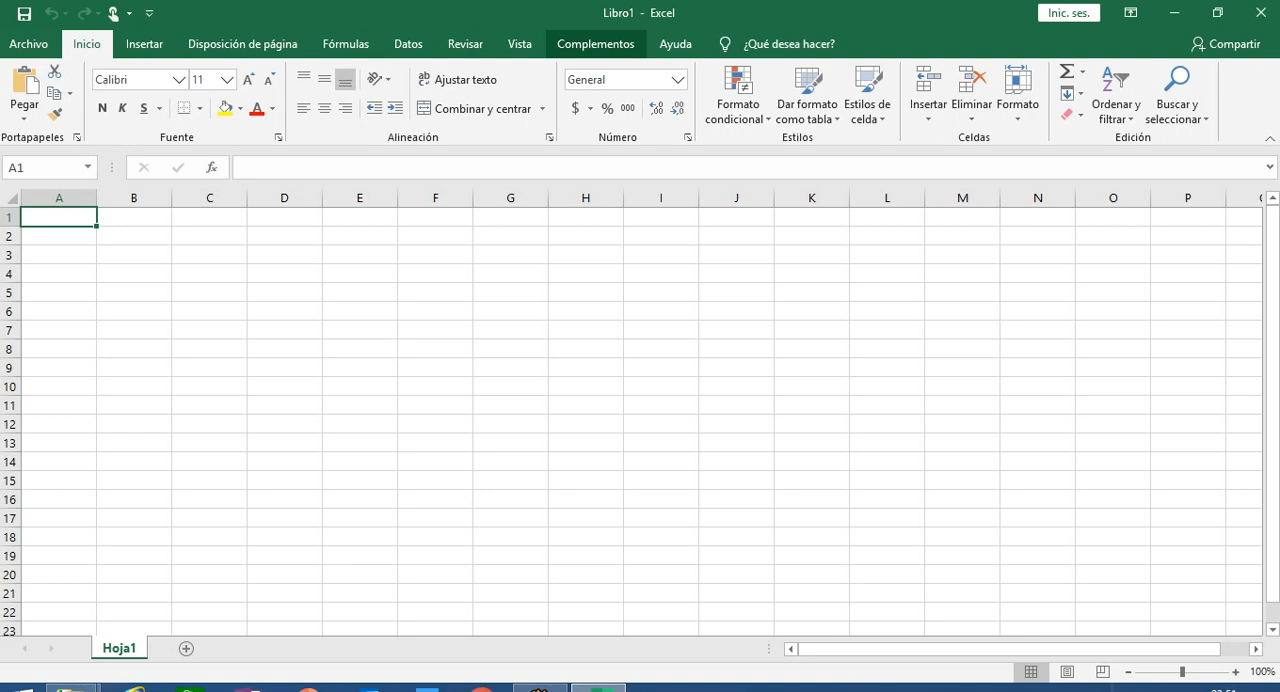 Libro1 - Excel
Inic. ses.
Archivo Inicio Insertar Disposición de página Fórmulas Datos Revisar Vista Complementos Ayuda ¿Qué desea hacer? Compartir
Pegar
Calibri 11
N K S A
Ajustar texto
Combinar y centrar
General
$ % 000
Formato condicional
Dar formato como tabla
Estilos de celda
Insertar Eliminar Formato
Ordenar y filtrar
Buscar y seleccionar
Portapapeles Fuente Alineación Número Estilos Celdas Edición
A1 fx
A B C D E F G H I J K L M N O P
1
2
3
4
5
6
7
8
9
10
11
12
13
14
15
16
17
18
19
20
21
22
23
Hoja1
100%